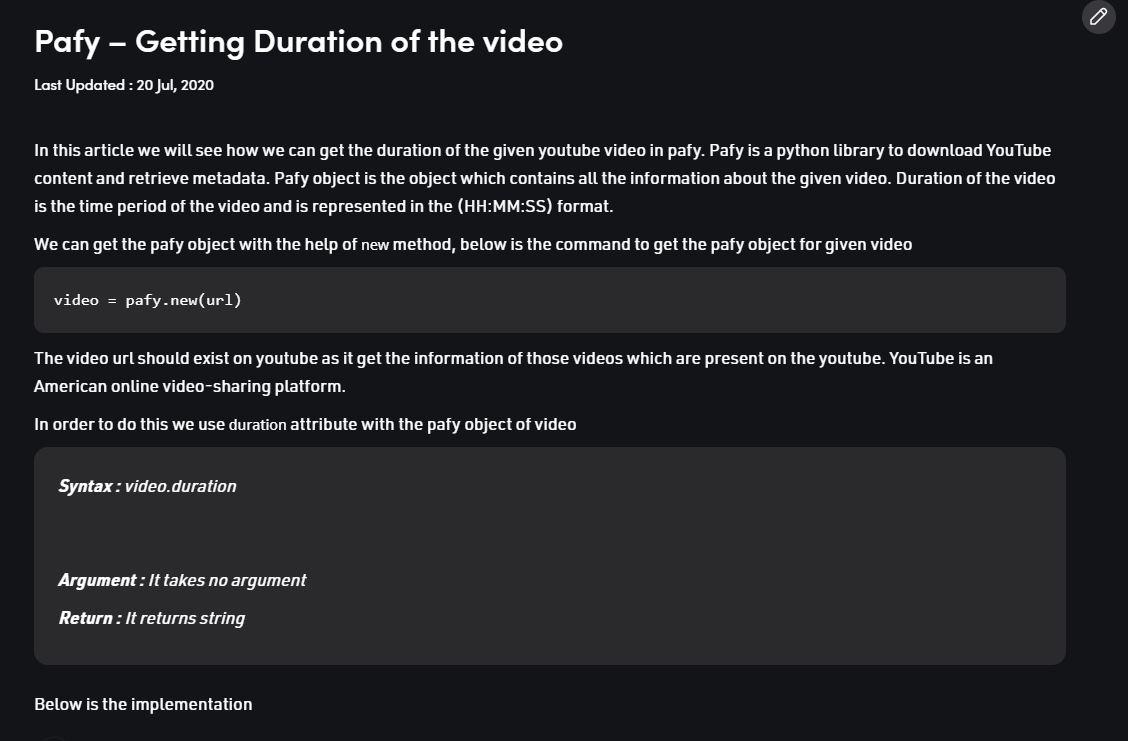 Pafy – Getting Duration of the video
Last Updated : 20 Jul, 2020
In this article we will see how we can get the duration of the given youtube video in pafy. Pafy is a python library to download YouTube
content and retrieve metadata. Pafy object is the object which contains all the information about the given video. Duration of the video
is the time period of the video and is represented in the (HH:MM:SS) format.
We can get the pafy object with the help of new method, below is the command to get the pafy object for given video
video = pafy.new(url)
The video url should exist on youtube as it get the information of those videos which are present on the youtube. YouTube is an
American online video-sharing platform.
In order to do this we use duration attribute with the pafy object of video
Syntax : video.duration
Argument : It takes no argument
Return : It returns string
Below is the implementation